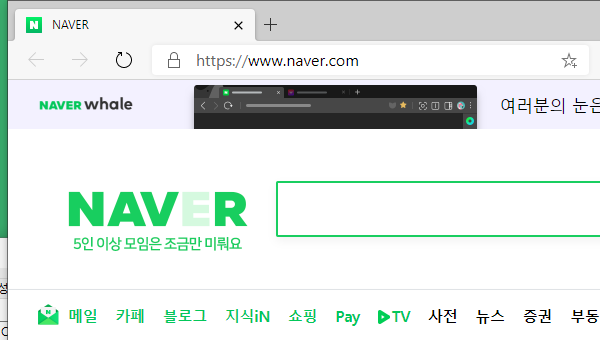 NAVER
https://www.naver.com
NAVER whale
여러분의 눈은
NAVER
5인 이상 모임은 조금만 미뤄요
메일 카페 블로그 지식iN 쇼핑 Pay TV 사전 뉴스 증권 부동